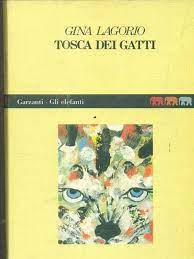 GINA LAGORIO
TOSCA DEI GATTI
Garzanti - Gli elefanti